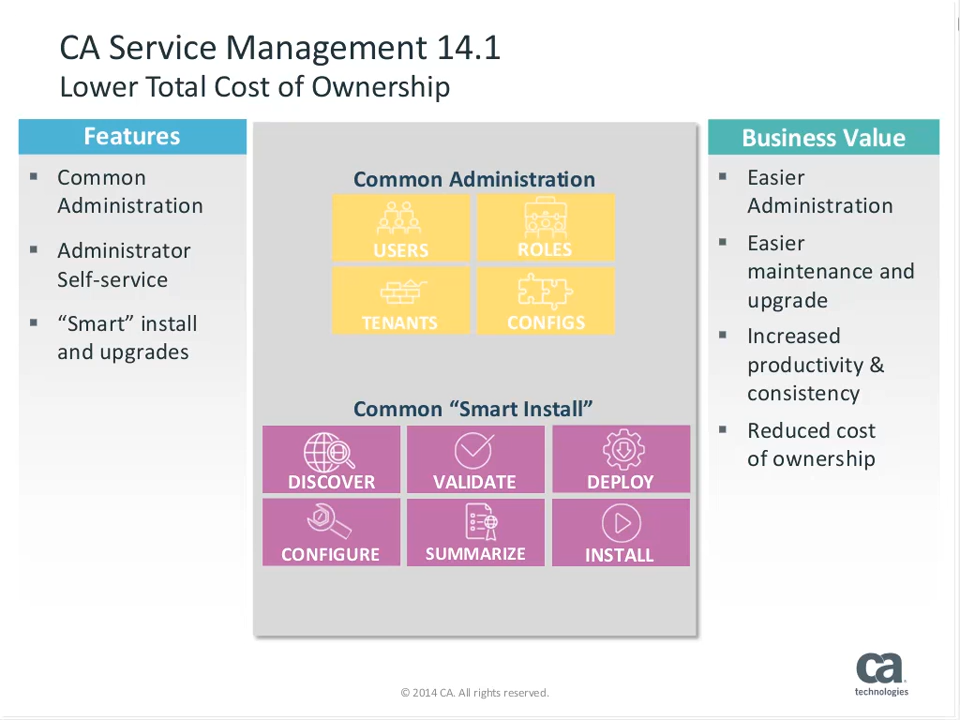 CA Service Management 14.1
Lower Total Cost of Ownership
Features
▪ Common
Administration
▪ Administrator
Self-service
▪ “Smart” install
and upgrades
Common Administration
USERS
ROLES
TENANTS
CONFIGS
Common “Smart Install”
DISCOVER
VALIDATE
DEPLOY
CONFIGURE
SUMMARIZE
INSTALL
Business Value
▪ Easier
Administration
▪ Easier
maintenance and
upgrade
▪ Increased
productivity &
consistency
▪ Reduced cost
of ownership
© 2014 CA. All rights reserved.
ca
technologies